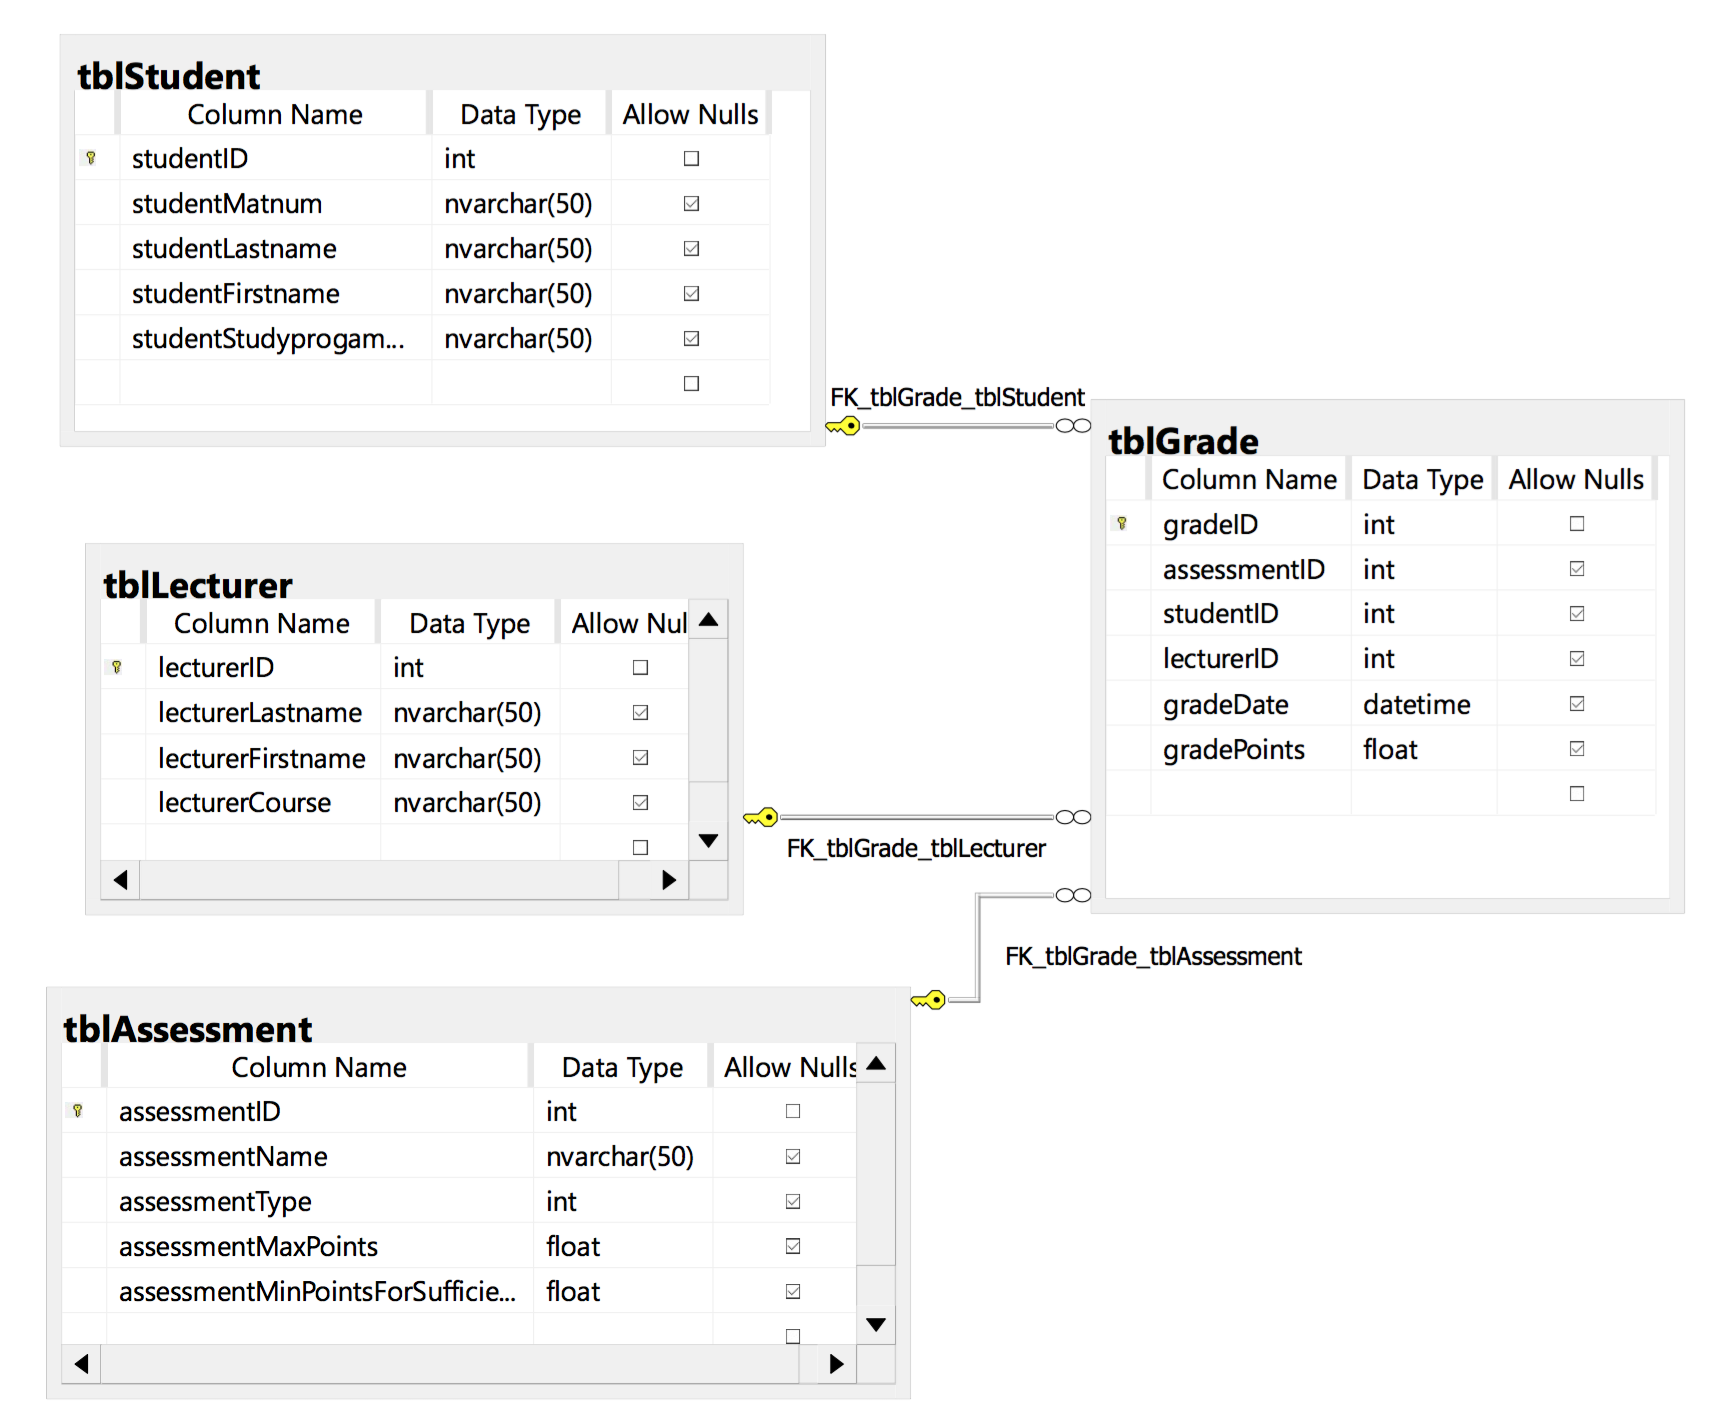 tblStudent
Column Name Data Type Allow Nulls
studentID int
studentMatnum nvarchar(50)
studentLastname nvarchar(50)
studentFirstname nvarchar(50)
studentStudyprogam... nvarchar(50)
FK_tblGrade_tblStudent
tblGrade
Column Name Data Type Allow Nulls
gradeID int
assessmentID int
studentID int
lecturerID int
gradeDate datetime
gradePoints float
tblLecturer
Column Name Data Type Allow Nul
lecturerID int
lecturerLastname nvarchar(50)
lecturerFirstname nvarchar(50)
lecturerCourse nvarchar(50)
FK_tblGrade_tblLecturer
FK_tblGrade_tblAssessment
tblAssessment
Column Name Data Type Allow Nulls
assessmentID int
assessmentName nvarchar(50)
assessmentType int
assessmentMaxPoints float
assessmentMinPointsForSufficie... float